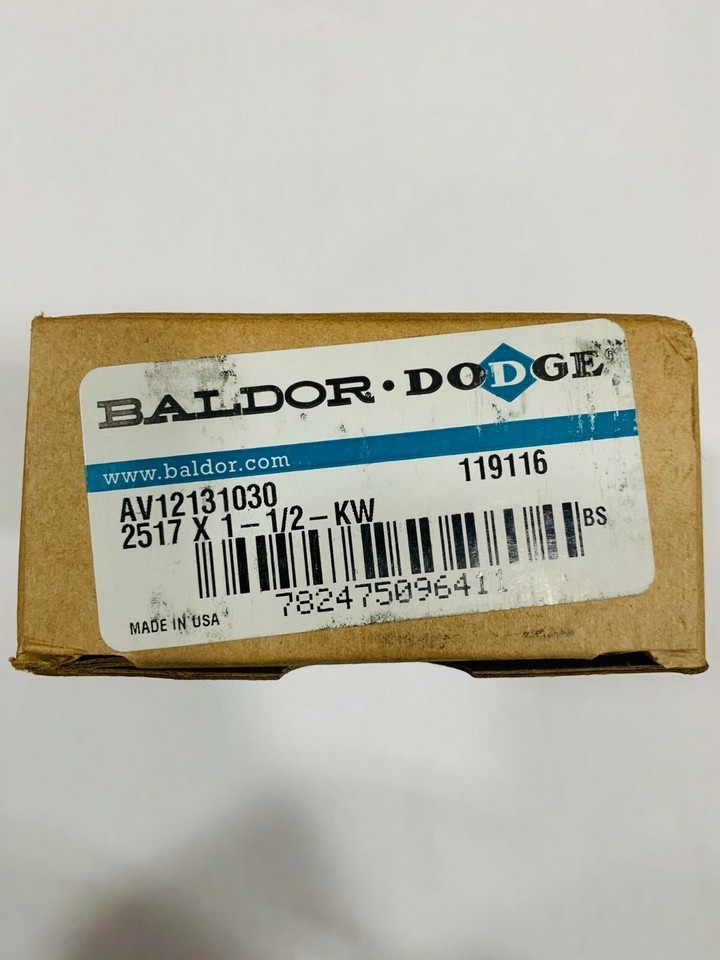 BALDOR · DODGE®
www.baldor.com 119116
AV12131030
2517 X 1-1/2-KW
BS
782475096411
MADE IN USA